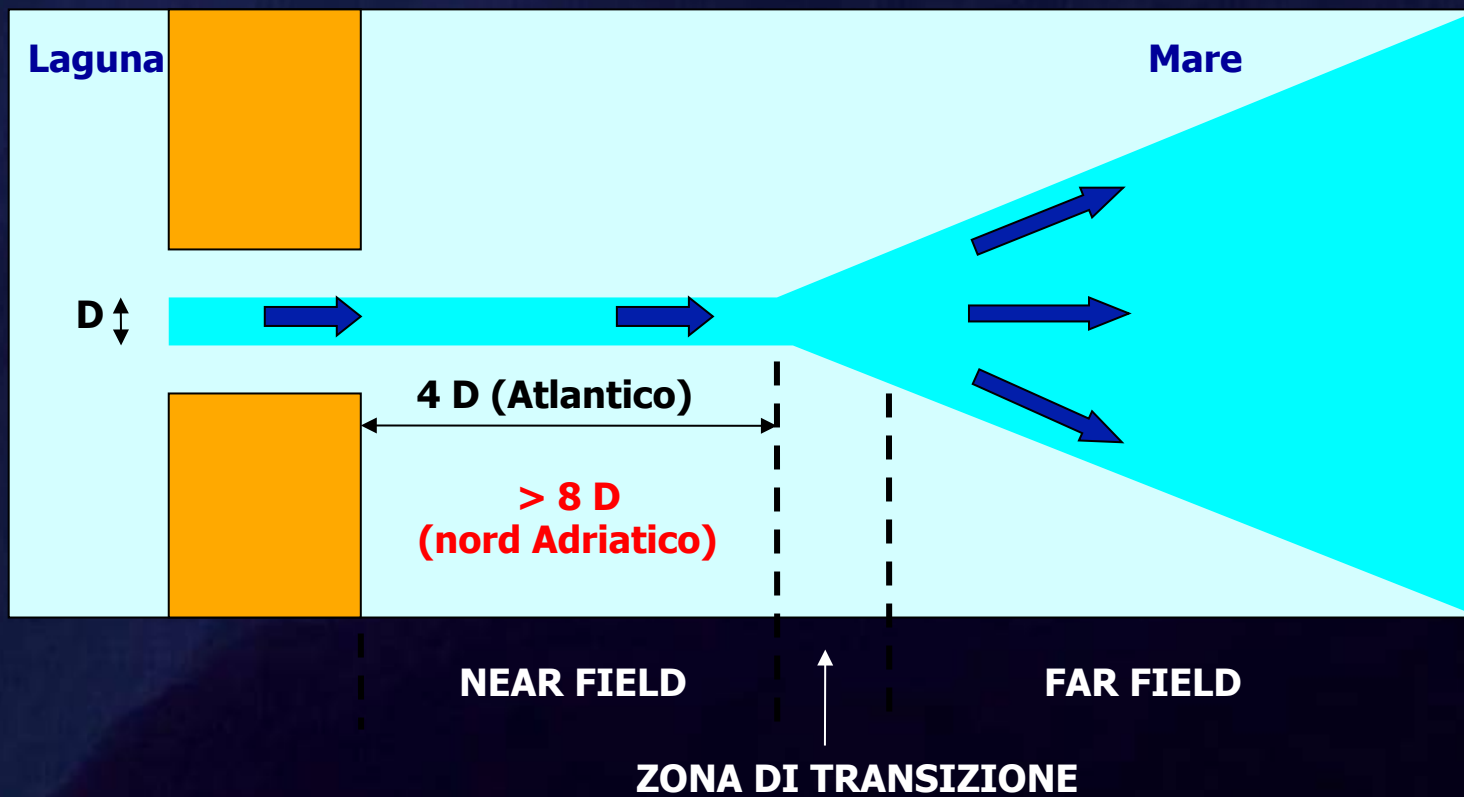 Laguna
Mare
D
4 D (Atlantico)
> 8 D
(nord Adriatico)
NEAR FIELD
FAR FIELD
ZONA DI TRANSIZIONE